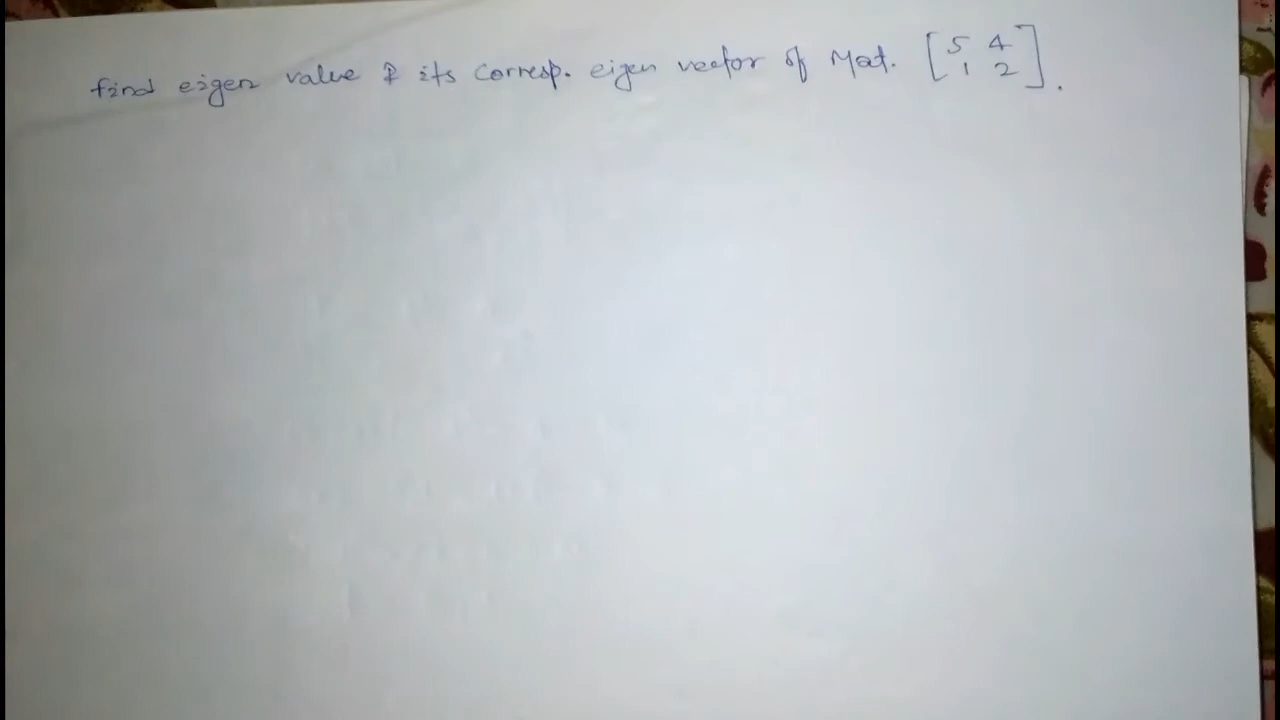 find eigen value & its corresp. eigen vector of Mat. [5 4
1 2].